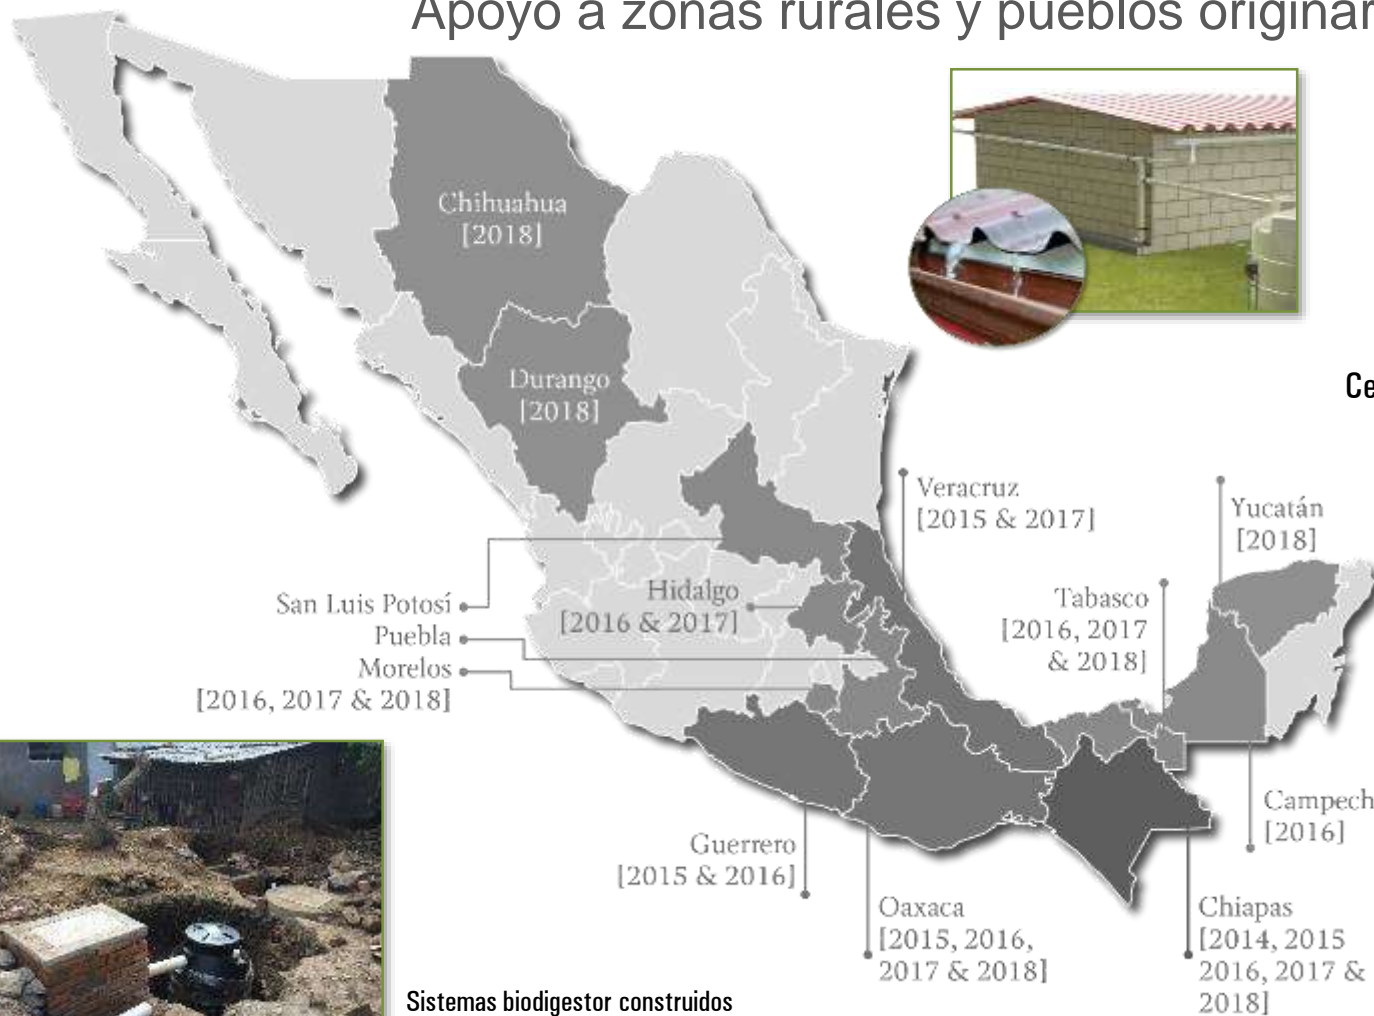 Apoyo a zonas rurales y pueblos originar
Chihuahua
[2018]
Durango
[2018]
Ce
Veracruz
[2015 & 2017]
Yucatán
[2018]
Tabasco
[2016, 2017
& 2018]
San Luis Potosí
Puebla
Morelos
[2016, 2017 & 2018]
Hidalgo
[2016 & 2017]
Campech
[2016]
Guerrero
[2015 & 2016]
Oaxaca
[2015, 2016,
2017 & 2018]
Chiapas
[2014, 2015
2016, 2017 &
2018]
Sistemas biodigestor construidos